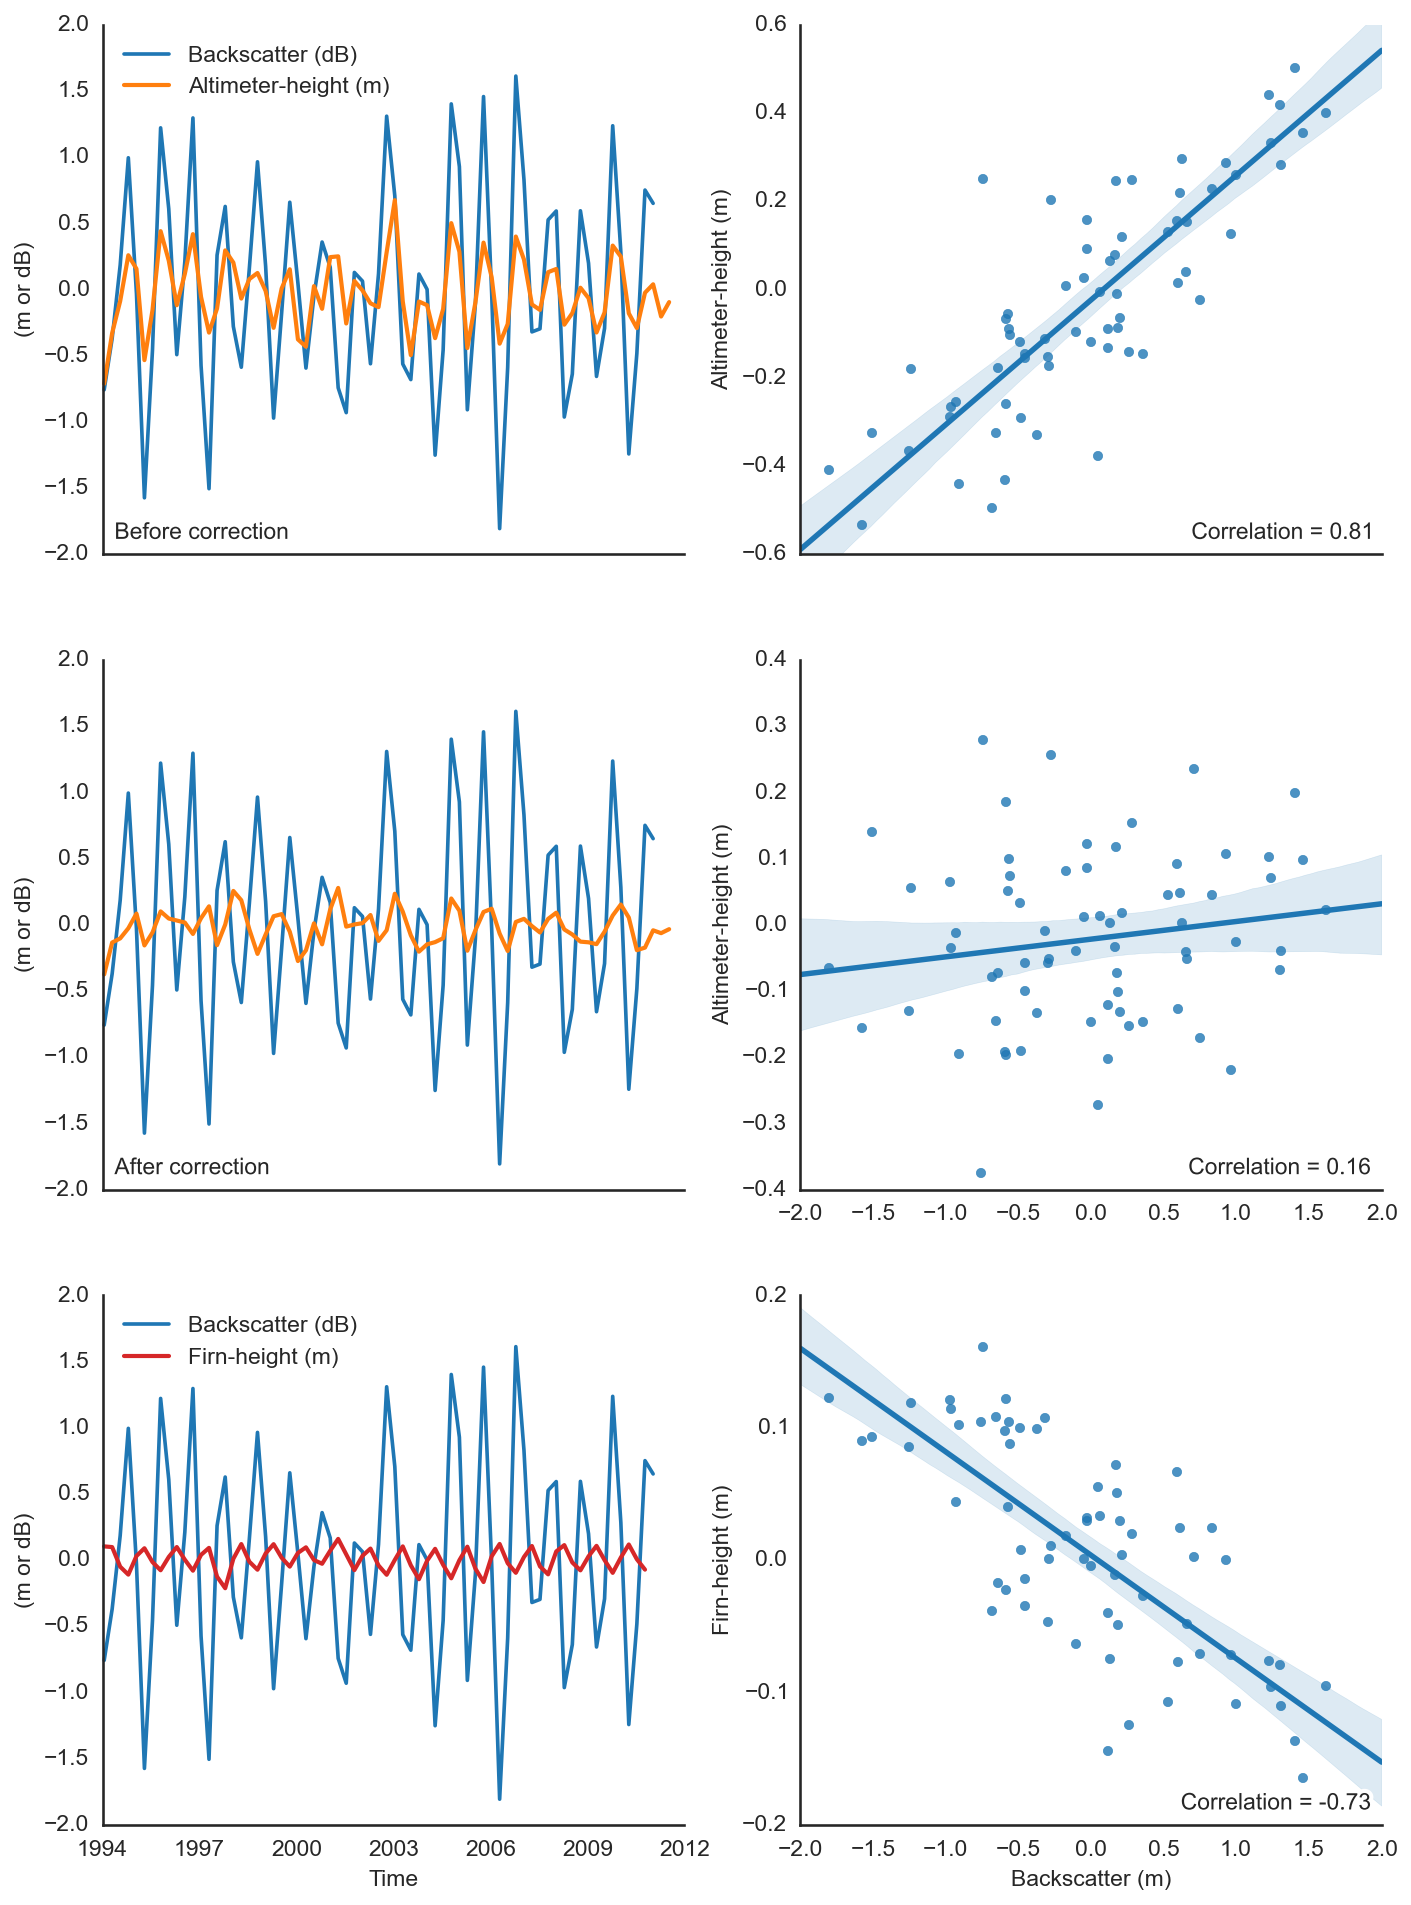 2.0
1.5
1.0
0.5
0.0
−0.5
−1.0
−1.5
−2.0
(m or dB)
Backscatter (dB)
Altimeter-height (m)
Before correction
0.6
0.4
0.2
0.0
−0.2
−0.4
−0.6
Altimeter-height (m)
Correlation = 0.81
2.0
1.5
1.0
0.5
0.0
−0.5
−1.0
−1.5
−2.0
(m or dB)
After correction
0.4
0.3
0.2
0.1
0.0
−0.1
−0.2
−0.3
−0.4
Altimeter-height (m)
Correlation = 0.16
−2.0 −1.5 −1.0 −0.5 0.0 0.5 1.0 1.5 2.0
2.0
1.5
1.0
0.5
0.0
−0.5
−1.0
−1.5
−2.0
(m or dB)
Backscatter (dB)
Firn-height (m)
1994 1997 2000 2003 2006 2009 2012
Time
0.2
0.1
0.0
−0.1
−0.2
Firn-height (m)
Correlation = -0.73
−2.0 −1.5 −1.0 −0.5 0.0 0.5 1.0 1.5 2.0
Backscatter (m)